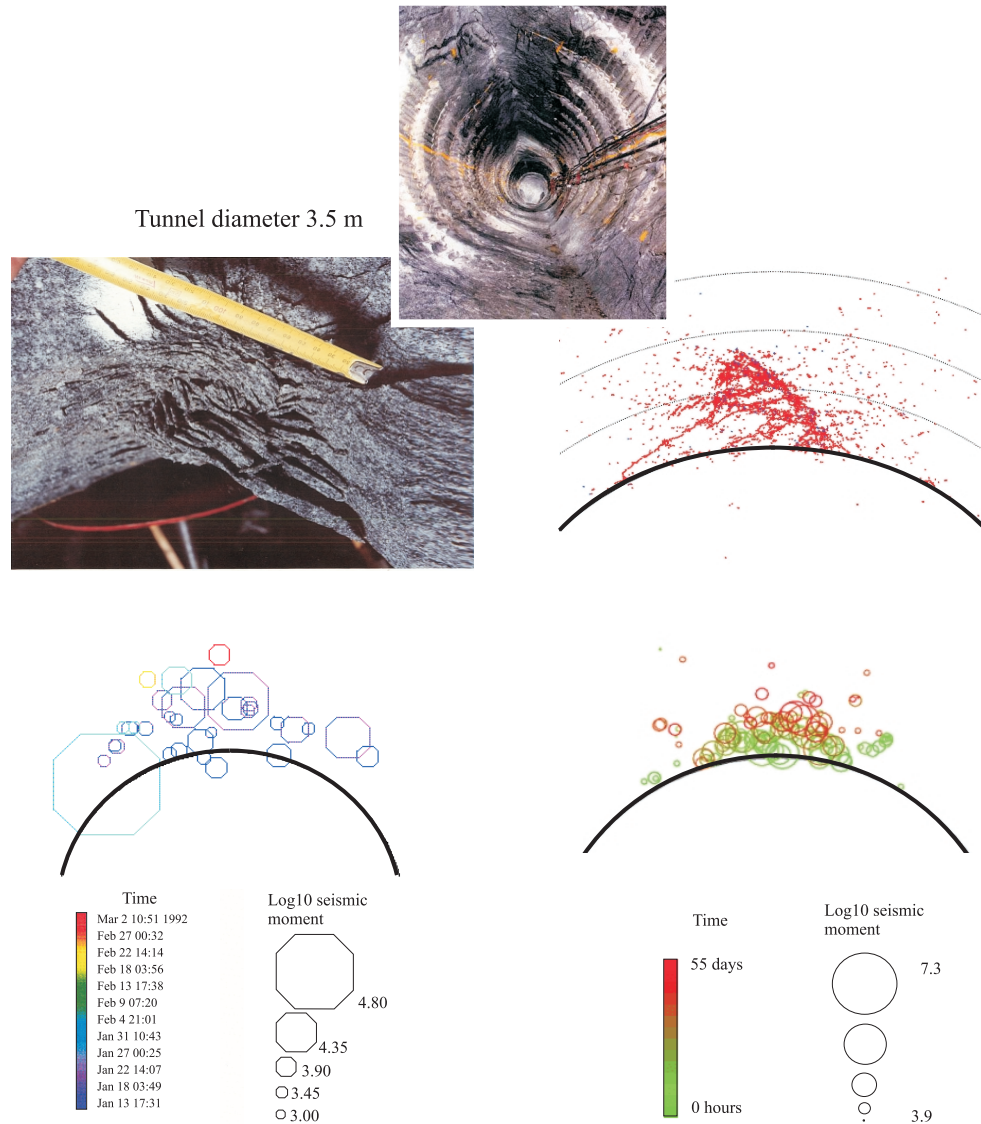 Tunnel diameter 3.5 m
Time
Mar 2 10:51 1992
Feb 27 00:32
Feb 22 14:14
Feb 18 03:56
Feb 13 17:38
Feb 9 07:20
Feb 4 21:01
Jan 31 10:43
Jan 27 00:25
Jan 22 14:07
Jan 18 03:49
Jan 13 17:31
Log10 seismic
moment
4.80
4.35
3.90
3.45
3.00
Time
55 days
0 hours
Log10 seismic
moment
7.3
3.9